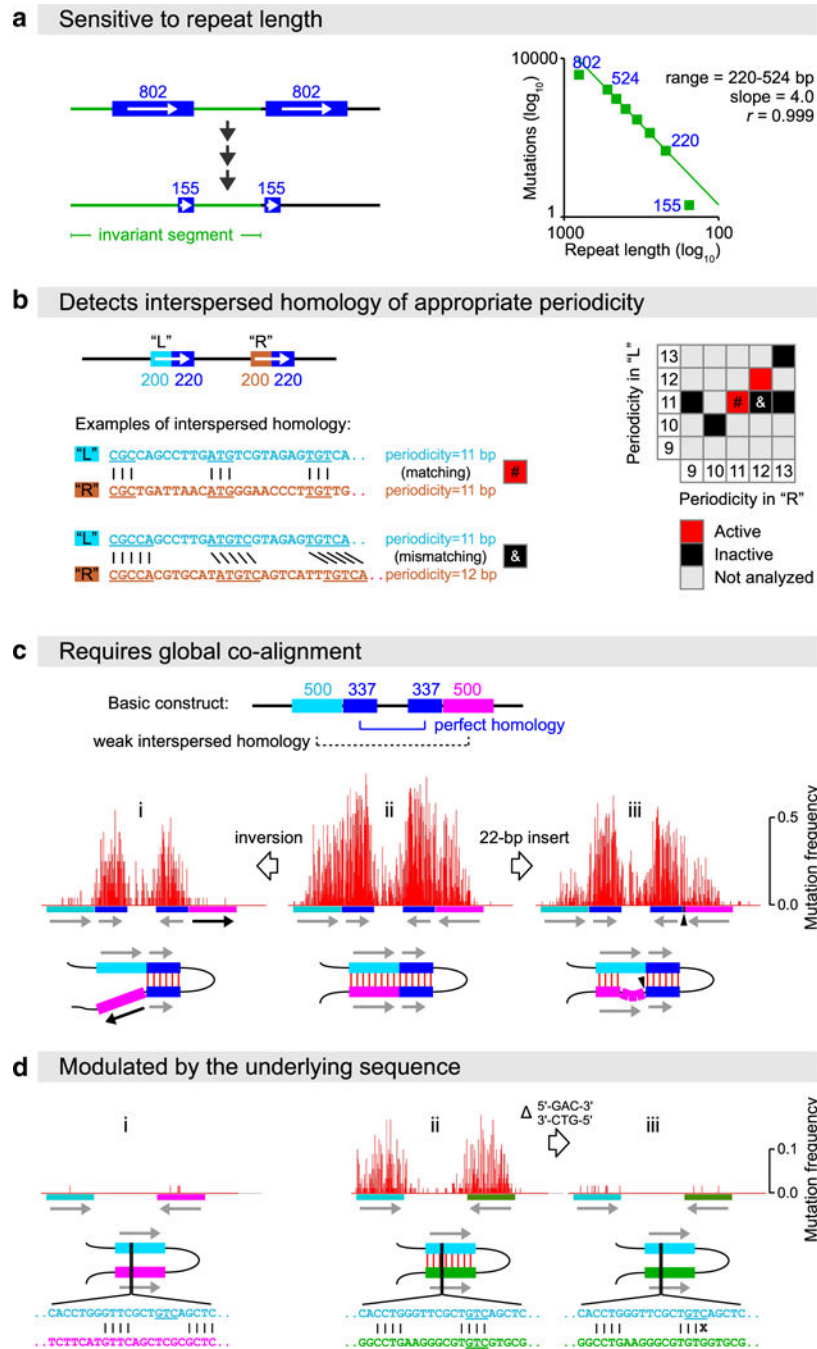 a Sensitive to repeat length
802 802
155 155
invariant segment
10000
802
524
range = 220-524 bp
slope = 4.0
r = 0.999
Mutations (log10)
220
155
1
1000 100
Repeat length (log10)
b Detects interspersed homology of appropriate periodicity
"L" "R"
200 220 200 220
Examples of interspersed homology:
"L" CGCCAGCCTTGATGTCGTAGAGTGTCA.. periodicity=11 bp
(matching) #
"R" CGCTGATTAACATGGGAACCCTTGTTG.. periodicity=11 bp
"L" CGCCAGCCTTGATGTCGTAGAGTGTCA.. periodicity=11 bp
(mismatching) &
"R" CGCCACGTGCATATGTCAGTCATTTGTCA.. periodicity=12 bp
Periodicity in "L"
13
12
11 # &
10
9
9 10 11 12 13
Periodicity in "R"
Active
Inactive
Not analyzed
c Requires global co-alignment
500 337 337 500
Basic construct:
perfect homology
weak interspersed homology
i ii iii
inversion 22-bp insert
0.5
0.0
Mutation frequency
d Modulated by the underlying sequence
i ii iii
Δ 5'-GAC-3'
3'-CTG-5'
0.1
0.0
Mutation frequency
..CACCTGGGTTCGCTGTCAGCTC.. ..CACCTGGGTTCGCTGTCAGCTC.. ..CACCTGGGTTCGCTGTCAGCTC..
x
..TCTTCATGTTCAGCTCGCGCTC.. ..GGCCTGAAGGGCGTGTCGTGCG.. ..GGCCTGAAGGGCGTGTGGTGCG..